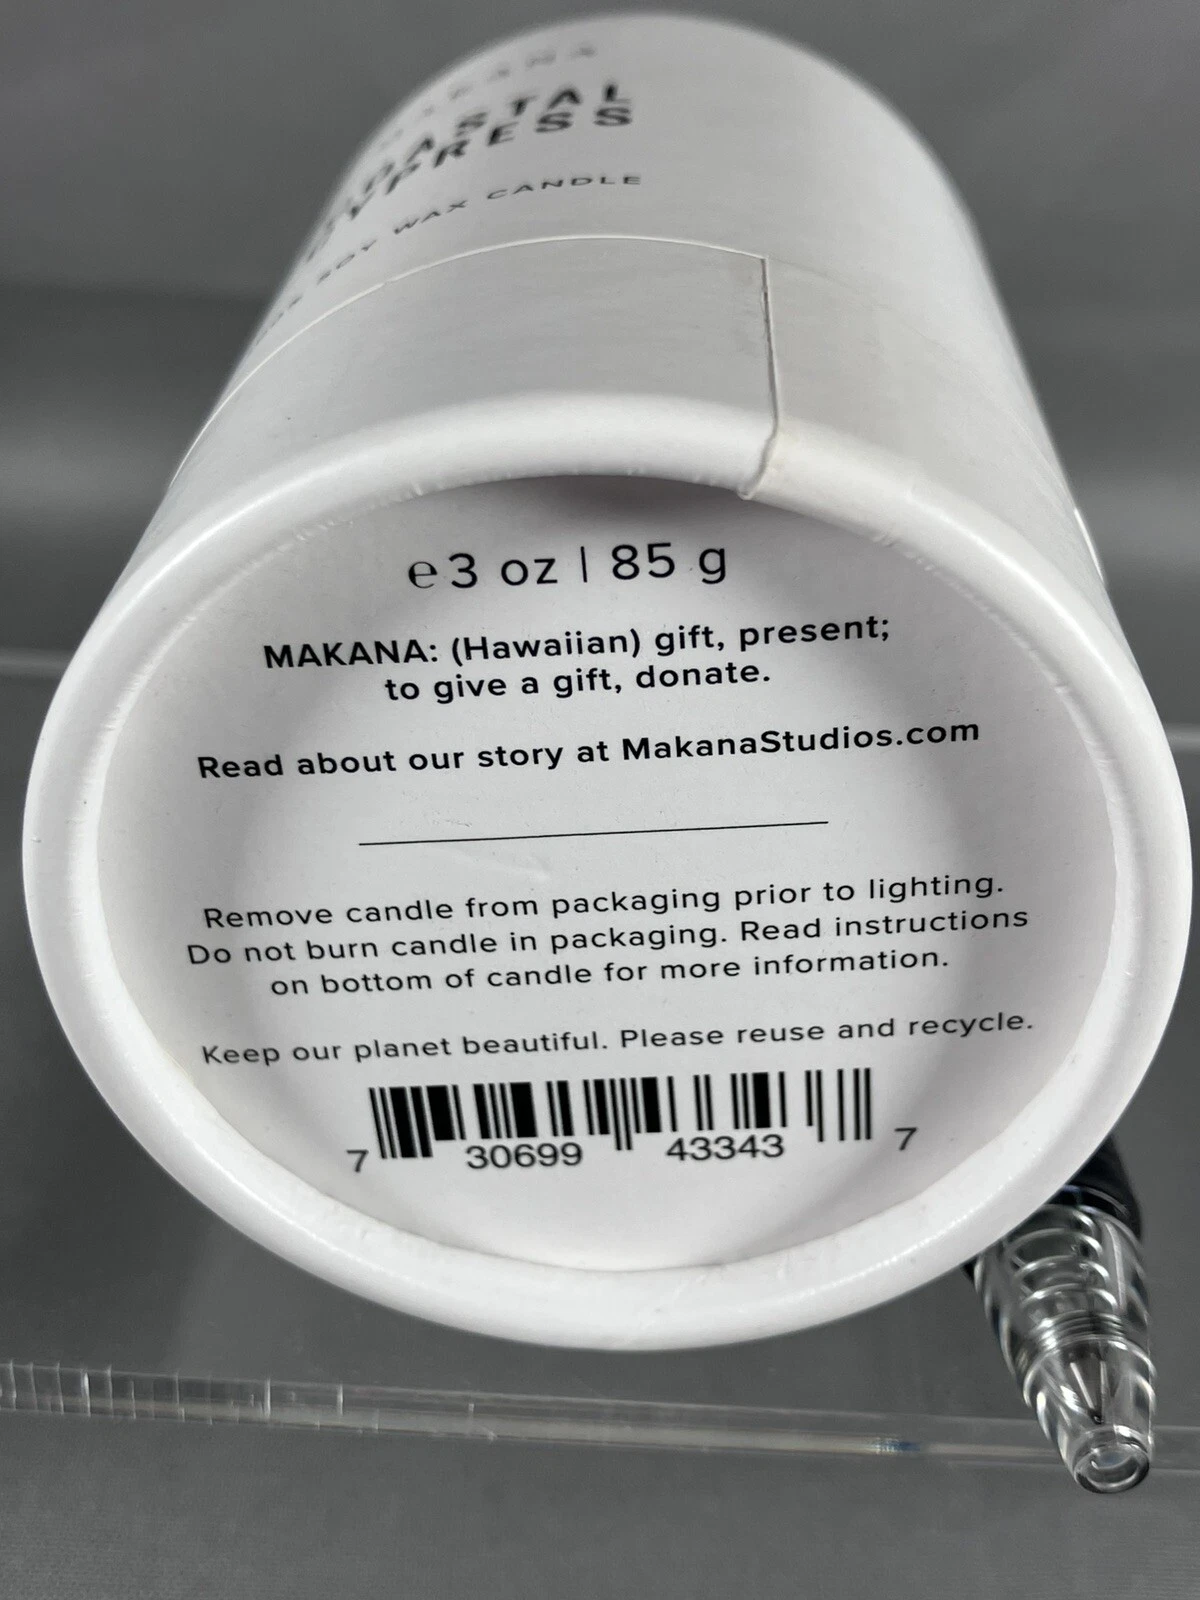 MAKANA
COASTAL
CYPRESS
SOY WAX CANDLE
e 3 oz | 85 g
MAKANA: (Hawaiian) gift, present;
to give a gift, donate.
Read about our story at MakanaStudios.com
Remove candle from packaging prior to lighting.
Do not burn candle in packaging. Read instructions
on bottom of candle for more information.
Keep our planet beautiful. Please reuse and recycle.
7 30699 43343 7